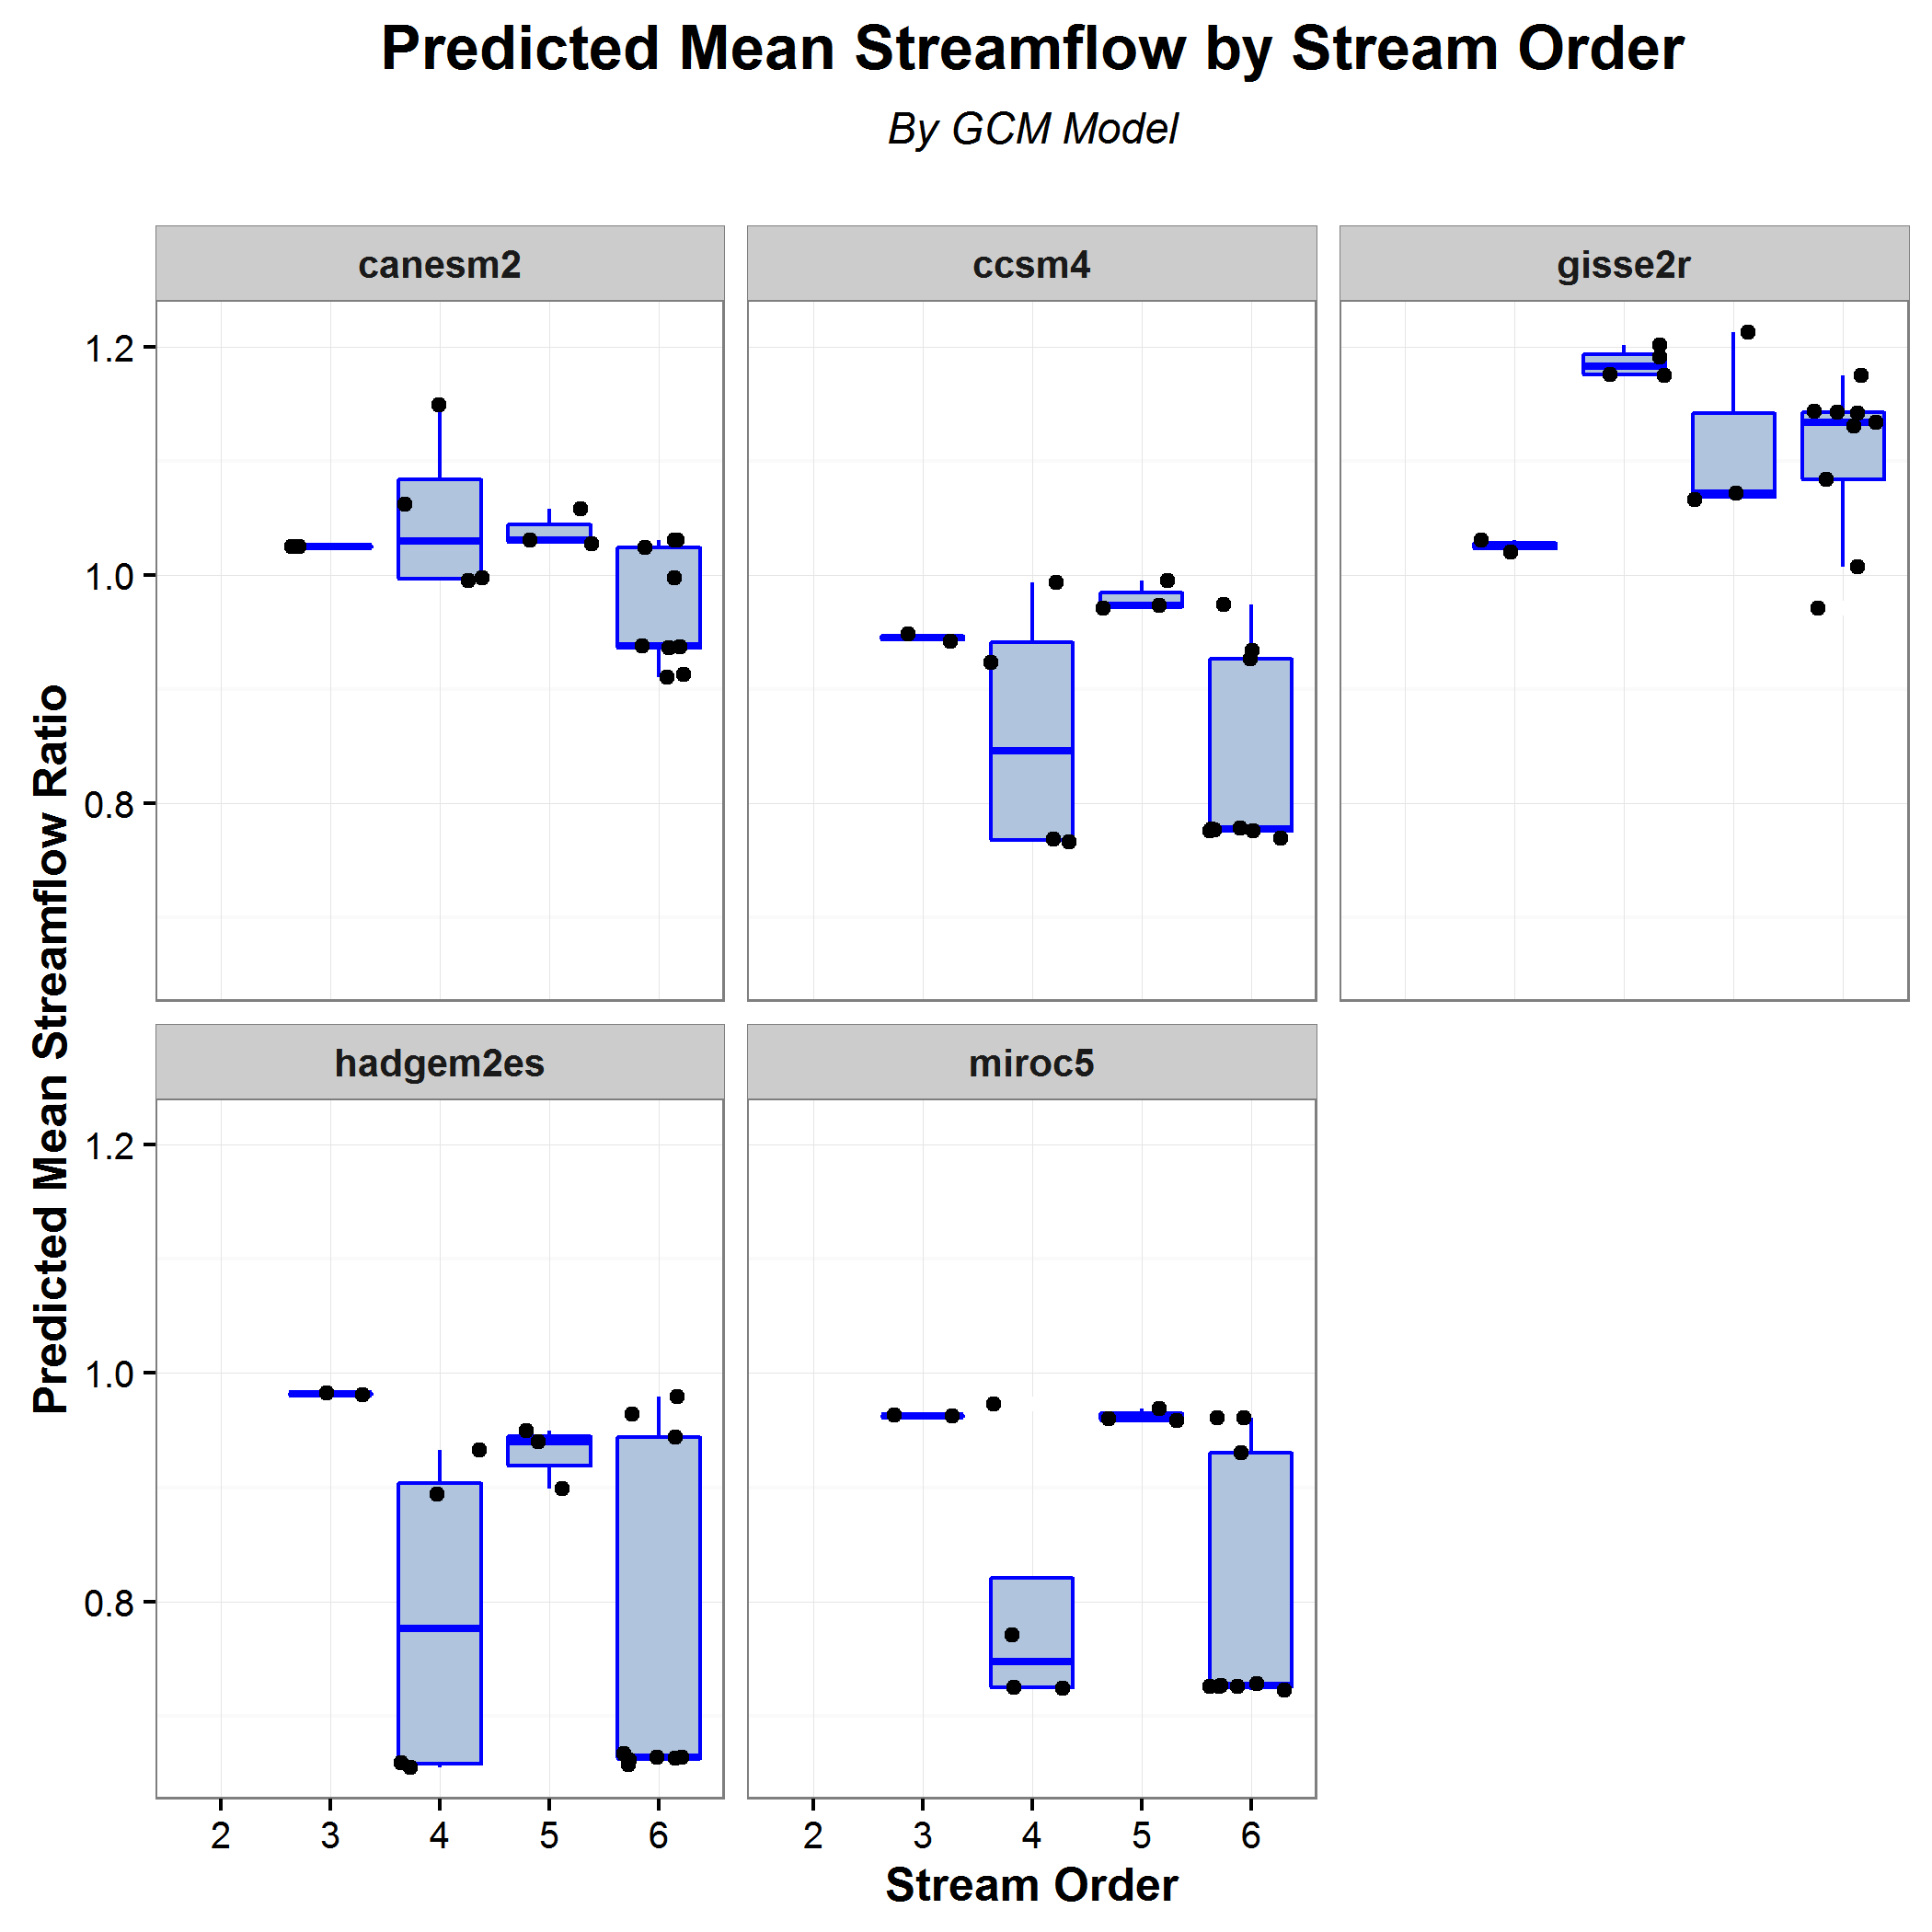 Predicted Mean Streamflow by Stream Order
By GCM Model
canesm2
ccsm4
gisse2r
1.2
1.0
0.8
Predicted Mean Streamflow Ratio
hadgem2es
miroc5
1.2
1.0
0.8
2 3 4 5 6
2 3 4 5 6
Stream Order